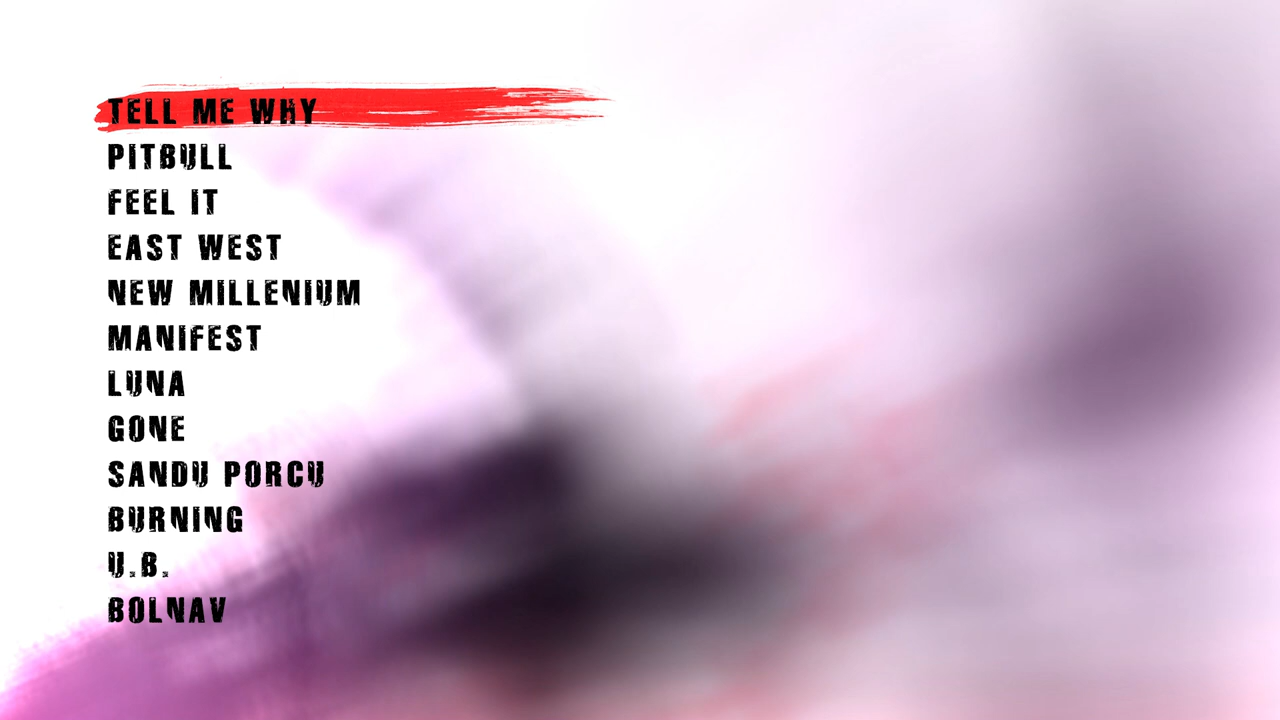 TELL ME WHY
PITBULL
FEEL IT
EAST WEST
NEW MILLENIUM
MANIFEST
LUNA
GONE
SANDU PORCU
BURNING
U.B.
BOLNAV